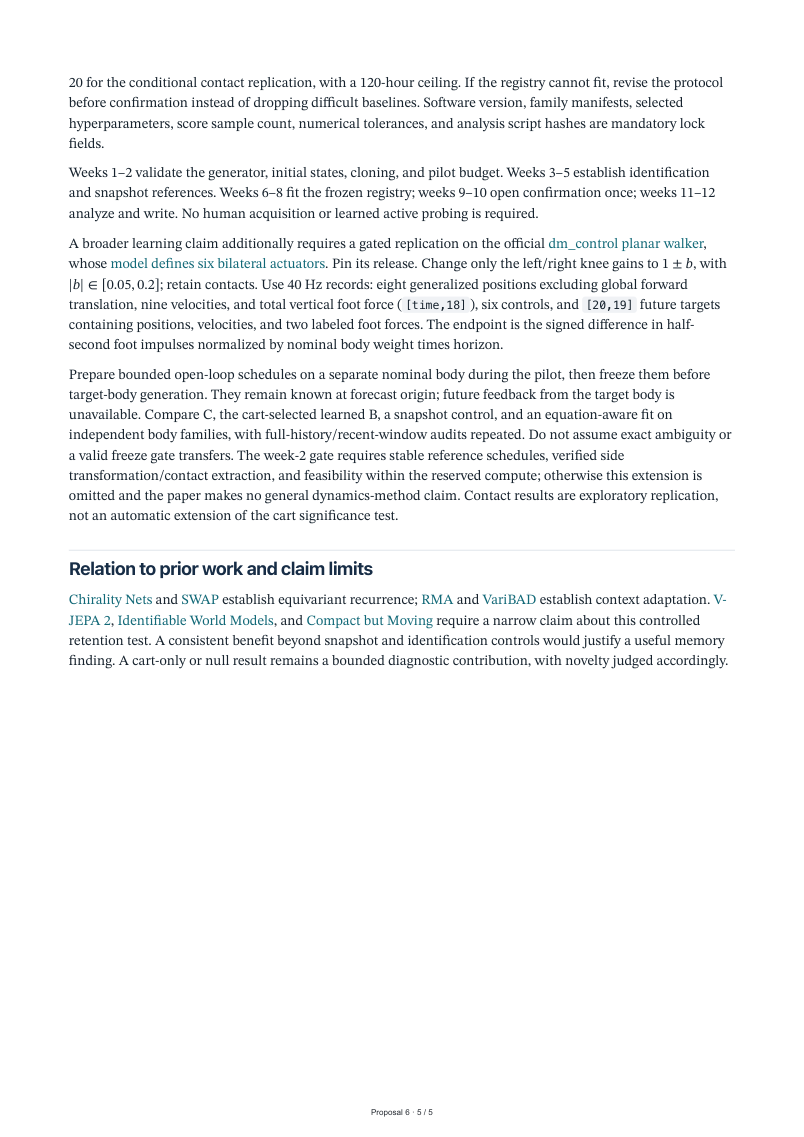 20 for the conditional contact replication, with a 120-hour ceiling. If the registry cannot fit, revise the protocol
before confirmation instead of dropping difficult baselines. Software version, family manifests, selected
hyperparameters, score sample count, numerical tolerances, and analysis script hashes are mandatory lock
fields.
Weeks 1–2 validate the generator, initial states, cloning, and pilot budget. Weeks 3–5 establish identification
and snapshot references. Weeks 6–8 fit the frozen registry; weeks 9–10 open confirmation once; weeks 11–12
analyze and write. No human acquisition or learned active probing is required.
A broader learning claim additionally requires a gated replication on the official dm_control planar walker,
whose model defines six bilateral actuators. Pin its release. Change only the left/right knee gains to 1 ± b, with
|b| ∈ [0.05, 0.2]; retain contacts. Use 40 Hz records: eight generalized positions excluding global forward
translation, nine velocities, and total vertical foot force ( [time,18] ), six controls, and [20,19] future targets
containing positions, velocities, and two labeled foot forces. The endpoint is the signed difference in half-
second foot impulses normalized by nominal body weight times horizon.
Prepare bounded open-loop schedules on a separate nominal body during the pilot, then freeze them before
target-body generation. They remain known at forecast origin; future feedback from the target body is
unavailable. Compare C, the cart-selected learned B, a snapshot control, and an equation-aware fit on
independent body families, with full-history/recent-window audits repeated. Do not assume exact ambiguity or
a valid freeze gate transfers. The week-2 gate requires stable reference schedules, verified side
transformation/contact extraction, and feasibility within the reserved compute; otherwise this extension is
omitted and the paper makes no general dynamics-method claim. Contact results are exploratory replication,
not an automatic extension of the cart significance test.
Relation to prior work and claim limits
Chirality Nets and SWAP establish equivariant recurrence; RMA and VariBAD establish context adaptation. V-
JEPA 2, Identifiable World Models, and Compact but Moving require a narrow claim about this controlled
retention test. A consistent benefit beyond snapshot and identification controls would justify a useful memory
finding. A cart-only or null result remains a bounded diagnostic contribution, with novelty judged accordingly.
Proposal 6 · 5 / 5